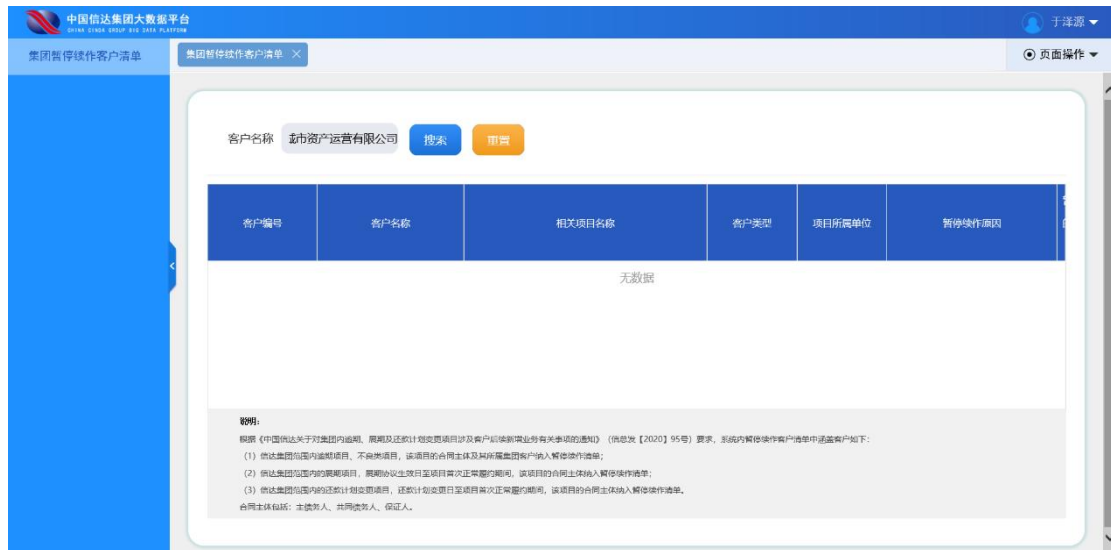 中国信达集团大数据平台
CHINA CINDA GROUP BIG DATA PLATFORM
于洋源
集团暂停续作客户清单
集团暂停续作客户清单
页面操作
客户名称 市资产运营有限公司 搜索 重置
客户编号 客户名称 相关项目名称 客户类型 项目所属单位 暂停续作原因
无数据
说明:
根据《中国信达关于对集团内逾期、展期及还款计划变更项目涉及客户后续新增业务有关事项的通知》(信总发【2020】95号)要求,系统内暂停续作客户清单中涵盖客户如下:
(1)信达集团范围内逾期项目、不良类项目,该项目的合同主体及其所属集团客户纳入暂停续作清单;
(2)信达集团范围内的展期项目,展期协议生效日至项目首次正常履约期间,该项目的合同主体纳入暂停续作清单;
(3)信达集团范围内的还款计划变更项目,还款计划变更日至项目首次正常履约期间,该项目的合同主体纳入暂停续作清单。
合同主体包括:主债务人、共同债务人、保证人。